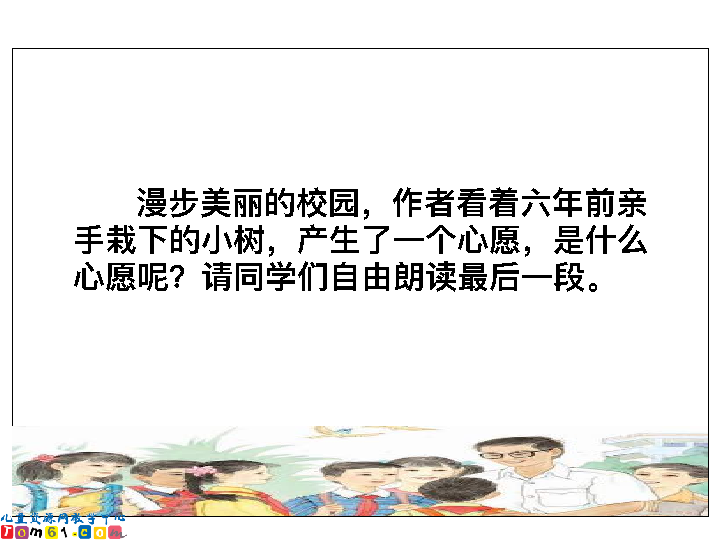 漫步美丽的校园，作者看着六年前亲
手栽下的小树，产生了一个心愿，是什么
心愿呢？请同学们自由朗读最后一段。
儿童资源网教学中心
Tom61.com